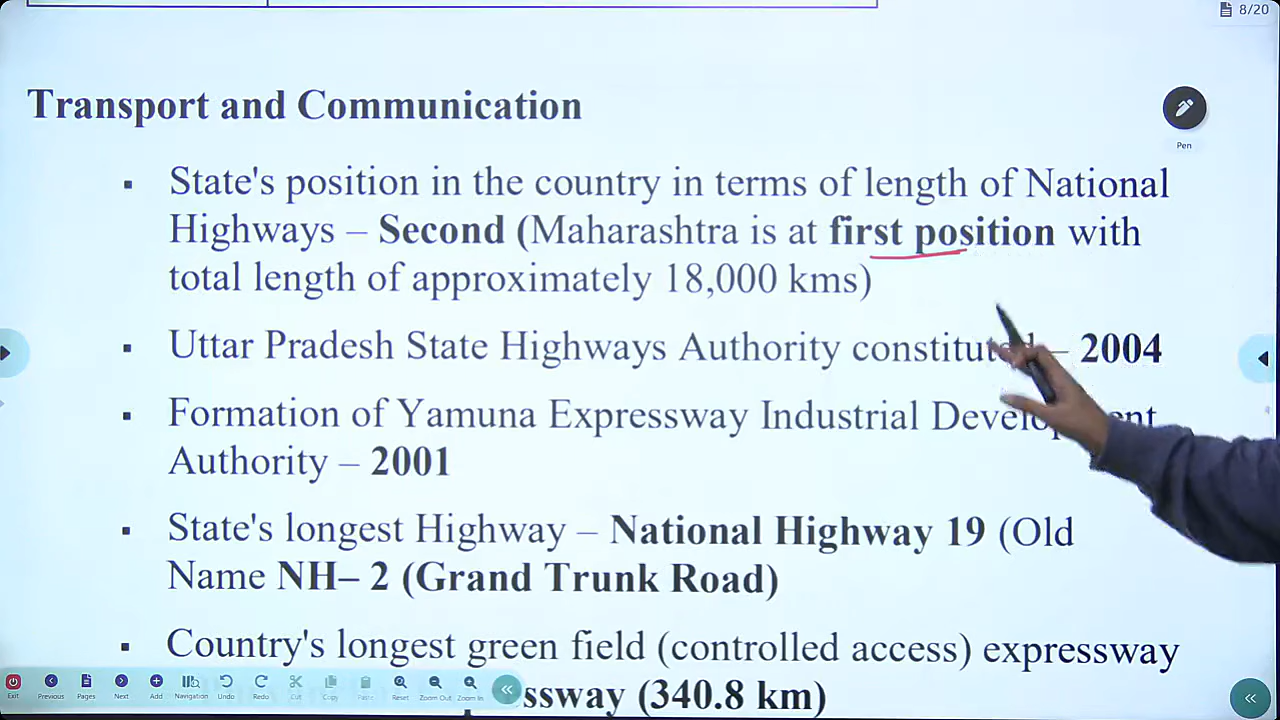 8/20
Transport and Communication
Pen
▪ State's position in the country in terms of length of National
Highways – Second (Maharashtra is at first position with
total length of approximately 18,000 kms)
▪ Uttar Pradesh State Highways Authority constituted – 2004
▪ Formation of Yamuna Expressway Industrial Development
Authority – 2001
▪ State's longest Highway – National Highway 19 (Old
Name NH– 2 (Grand Trunk Road)
▪ Country's longest green field (controlled access) expressway
(340.8 km)
Exit Previous Pages Next Add Navigation Undo Redo Cut Copy Paste Reset Zoom Out Zoom In